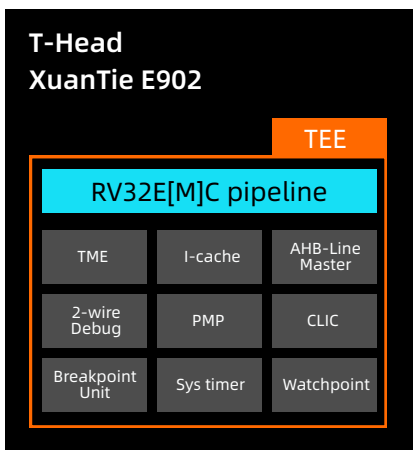 T-Head
XuanTie E902
TEE
RV32E[M]C pipeline
TME
I-cache
AHB-Line
Master
2-wire
Debug
PMP
CLIC
Breakpoint
Unit
Sys timer
Watchpoint